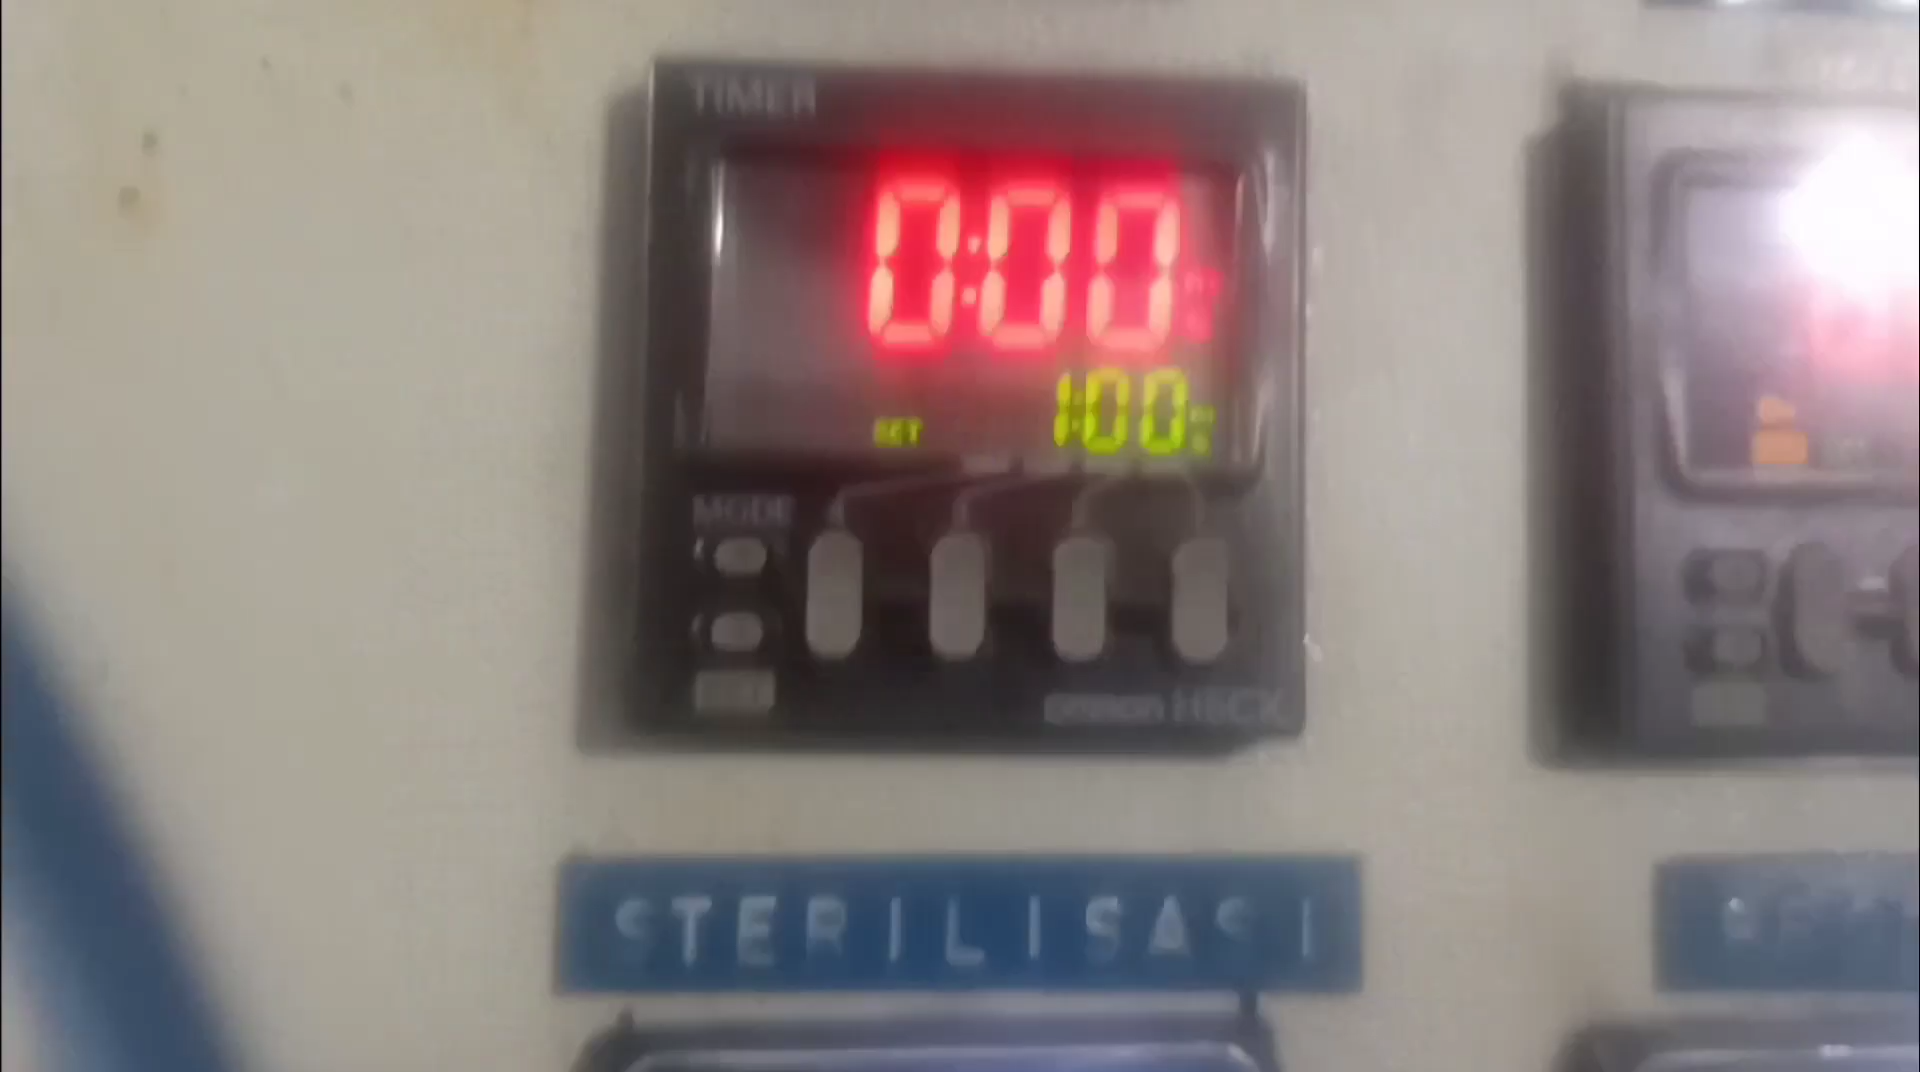 TIMER
0:00
SET 1:00
MODE
omron H5CX
STERILISASI